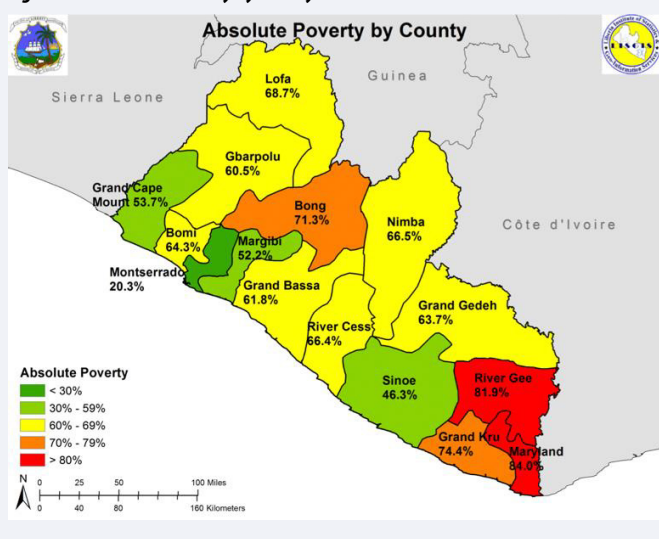 Absolute Poverty by County
Guinea
Sierra Leone
Lofa
68.7%
Gbarpolu
60.5%
Grand Cape
Mount 53.7%
Bong
71.3%
Nimba
66.5%
Côte d'Ivoire
Bomi
64.3%
Margibi
52.2%
Montserrado
20.3%
Grand Bassa
61.8%
River Cess
66.4%
Grand Gedeh
63.7%
Sinoe
46.3%
River Gee
81.9%
Grand Kru
74.4%
Maryland
84.0%
Absolute Poverty
< 30%
30% - 59%
60% - 69%
70% - 79%
> 80%
N
0 25 50 100 Miles
0 40 80 160 Kilometers